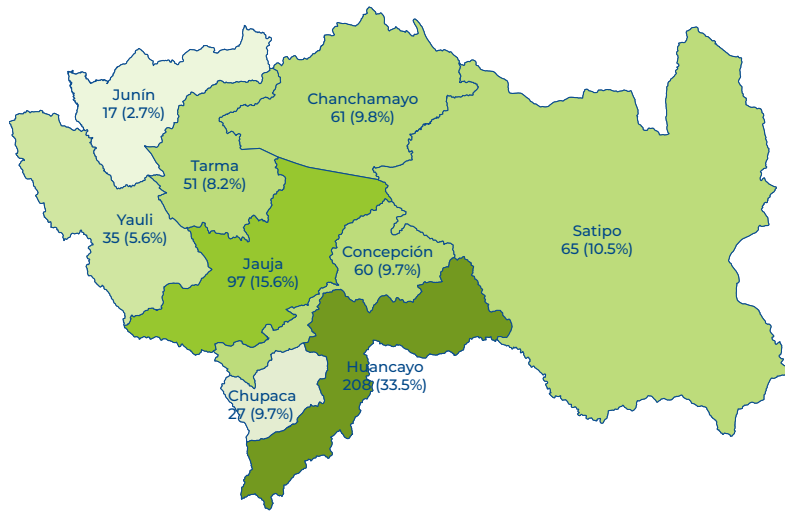 Junín
17 (2.7%)
Chanchamayo
61 (9.8%)
Tarma
51 (8.2%)
Yauli
35 (5.6%)
Satipo
65 (10.5%)
Concepción
60 (9.7%)
Jauja
97 (15.6%)
Huancayo
208 (33.5%)
Chupaca
27 (9.7%)